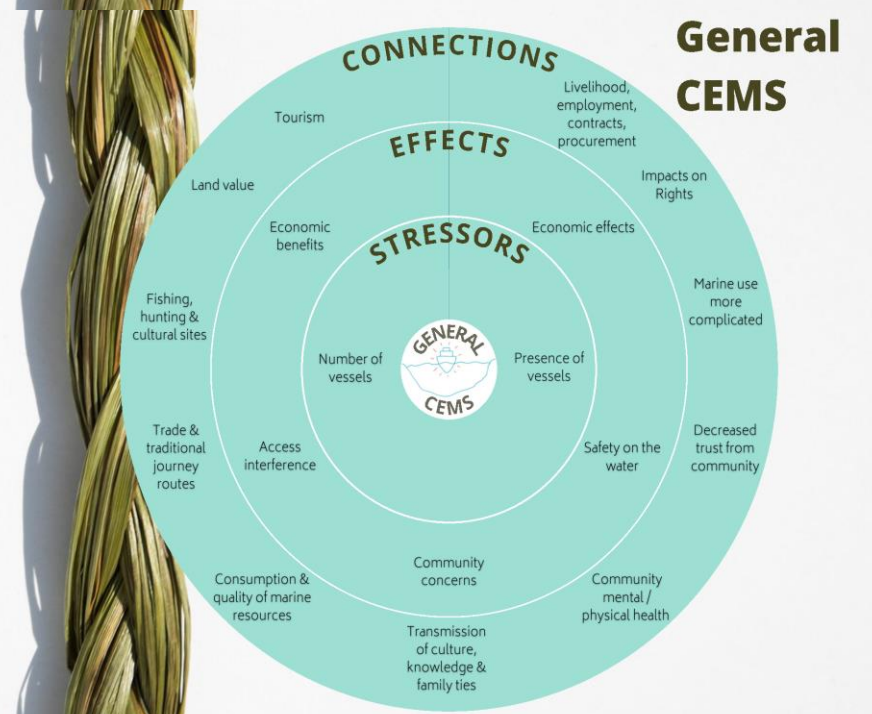 General
CEMS
CONNECTIONS
Tourism
Livelihood,
employment,
contracts,
procurement
Land value
Impacts on
Rights
Fishing,
hunting &
cultural sites
Marine use
more
complicated
Trade &
traditional
journey
routes
Decreased
trust from
community
Consumption &
quality of marine
resources
Community
mental /
physical health
Transmission
of culture,
knowledge &
family ties
EFFECTS
Economic
benefits
Economic effects
Access
interference
Safety on the
water
Community
concerns
STRESSORS
Number of
vessels
Presence of
vessels
GENERAL
CEMS